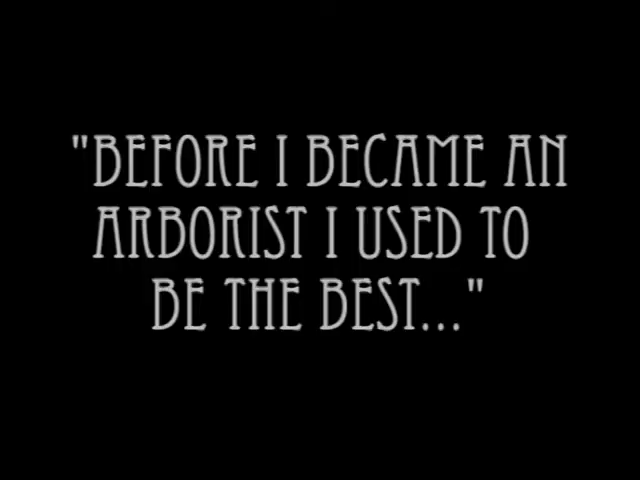 "BEFORE I BECAME AN
ARBORIST I USED TO
BE THE BEST..."